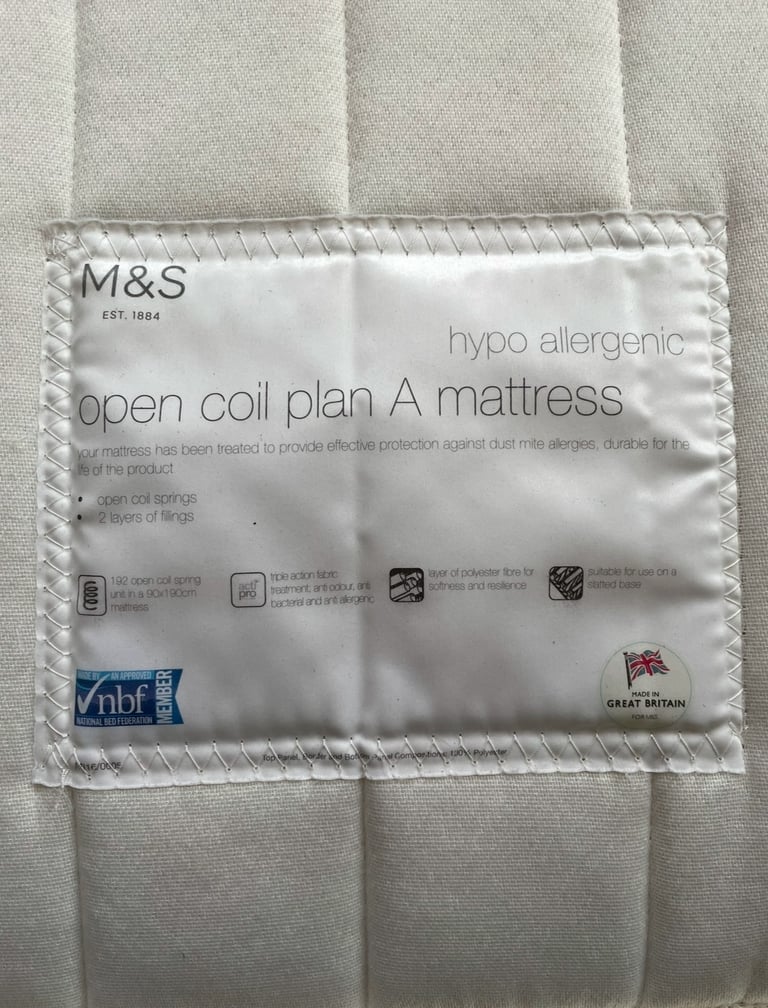 M&S
EST. 1884
hypo allergenic
open coil plan A mattress
your mattress has been treated to provide effective protection against dust mite allergies, durable for the
life of the product
• open coil springs
• 2 layers of fillings
192 open coil spring
unit in a 90x190cm
mattress
acti
pro
triple action fabric
treatment, anti odour, anti
bacterial and anti allergenic
layer of polyester fibre for
softness and resilience
suitable for use on a
slatted base
MADE BY AN APPROVED
nbf
NATIONAL BED FEDERATION
MEMBER
MADE IN
GREAT BRITAIN
FOR M&S
Top Panel, Border and Bottom Panel Compositions: 100% Polyester